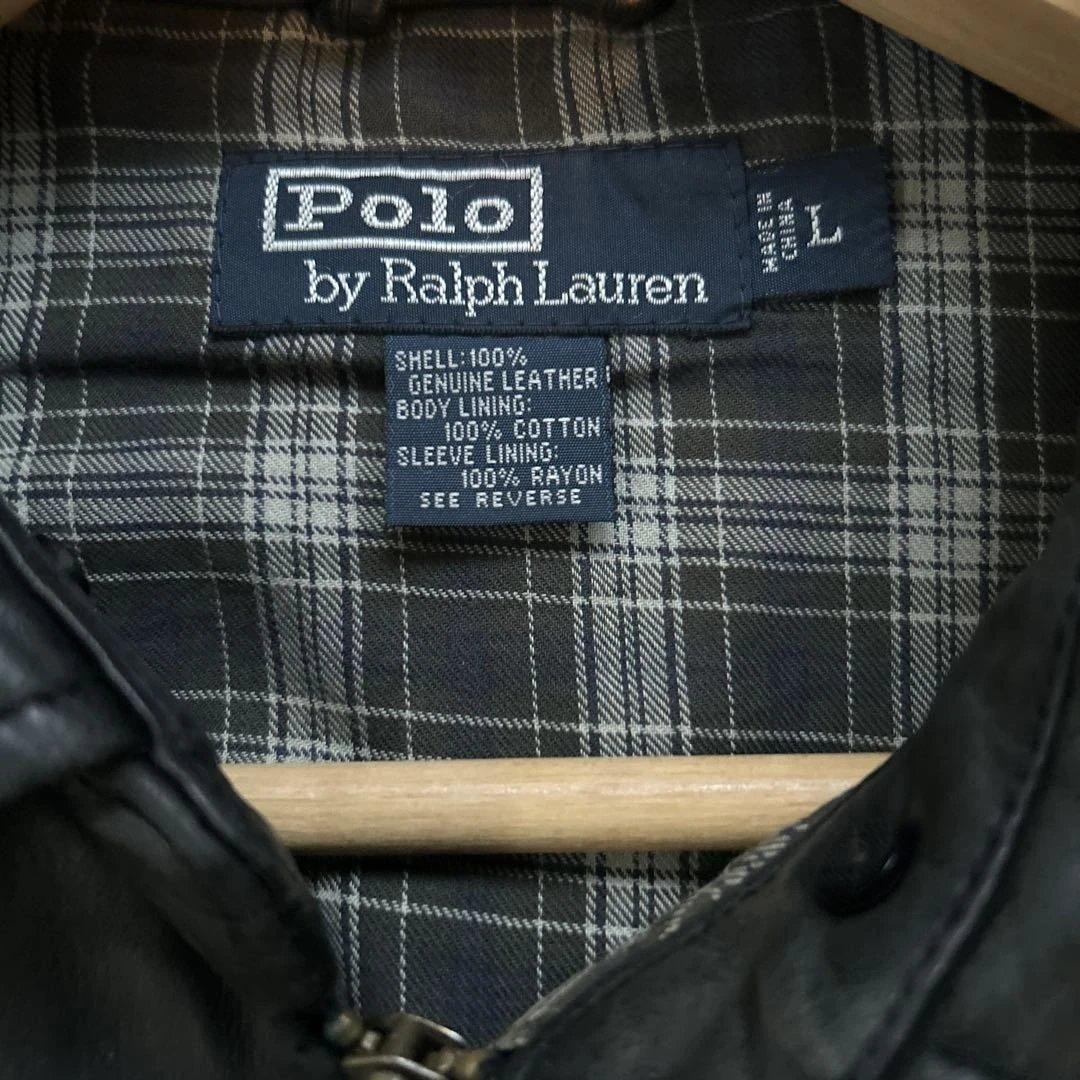 Polo
by Ralph Lauren
MADE IN
CHINA
L
SHELL: 100%
GENUINE LEATHER
BODY LINING:
100% COTTON
SLEEVE LINING:
100% RAYON
SEE REVERSE